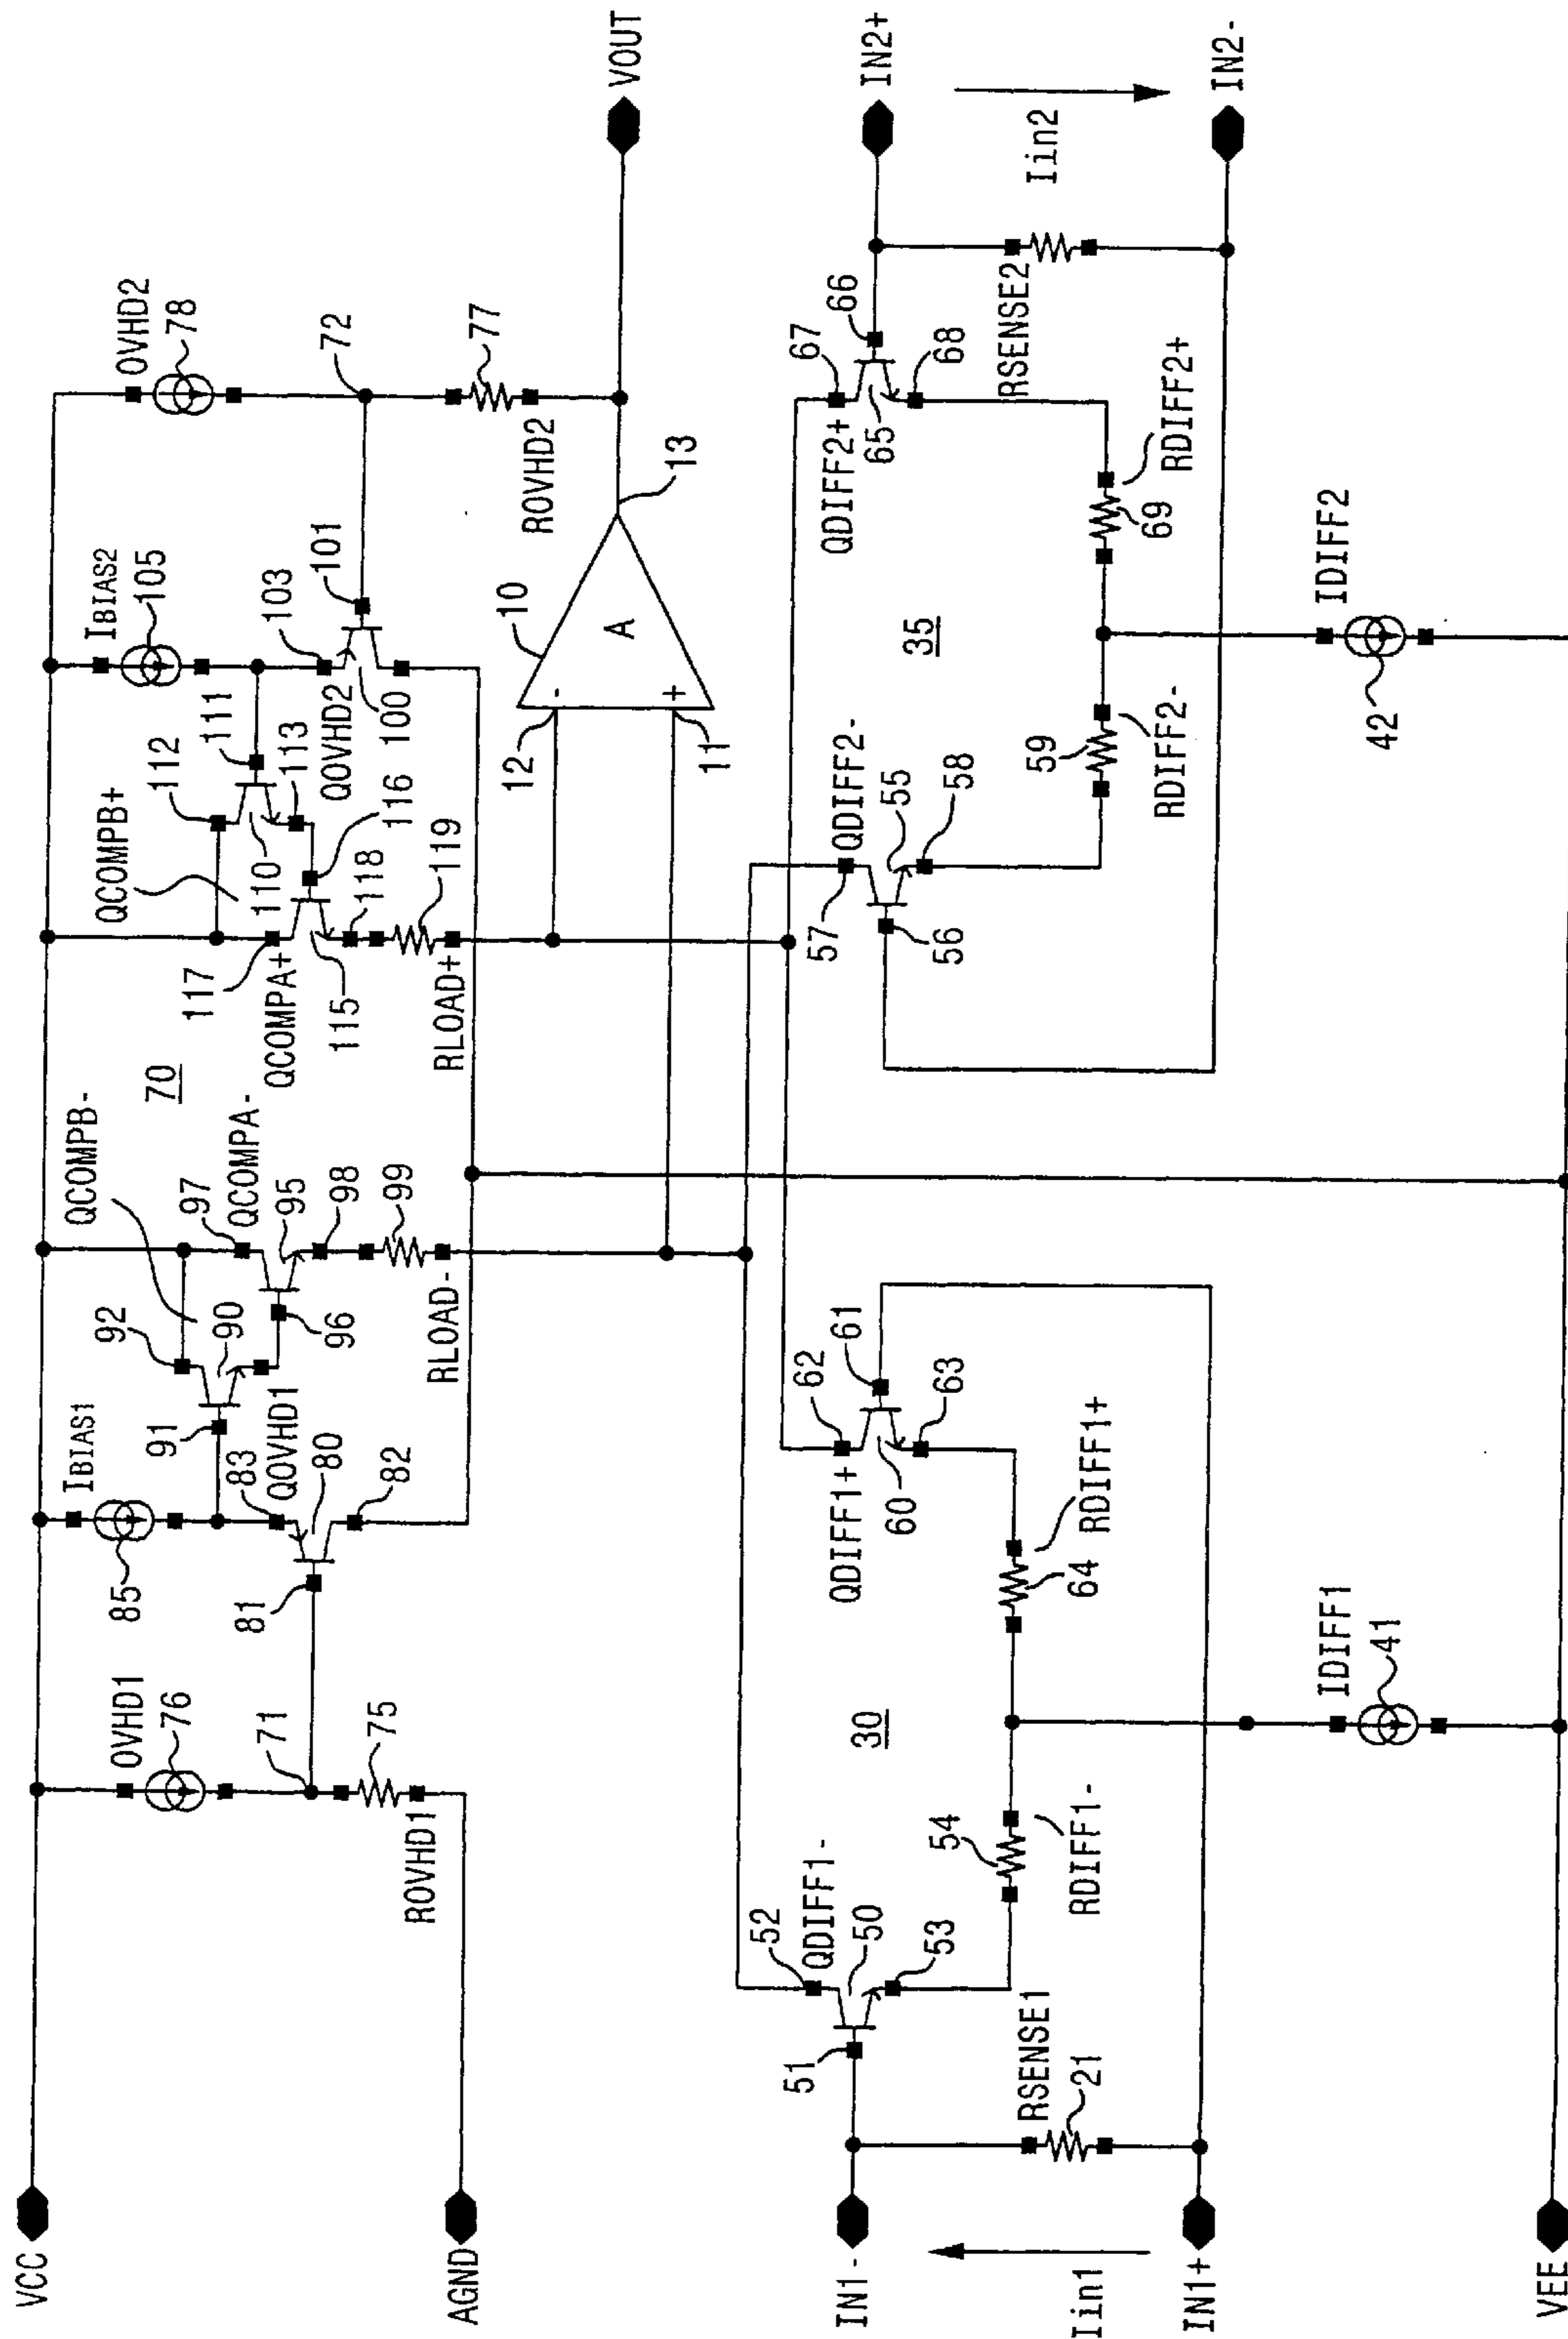 VCC
AGND
IN1-
Iin1
IN1+
VEE
OVHD1
76
71
75
ROVHD1
IBIAS1
85
81
83
QOVHD1
80
82
91
92
90
QCOMPB-
97
QCOMPA-
95
96
98
99
RLOAD-
70
QCOMPB+
112
110
111
113
117
QCOMPA+
115
116
118
119
RLOAD+
IBIAS2
105
103
101
QOVHD2
100
OVHD2
78
72
77
ROVHD2
VOUT
10
A
-
+
12
11
13
51
52
QDIFF1-
50
53
RSENSE1
21
54
RDIFF1-
30
62
61
QDIFF1+
60
63
64
RDIFF1+
IDIFF1
41
57
QDIFF2-
55
56
58
59
RDIFF2-
35
67
66
QDIFF2+
65
68
RSENSE2
69
RDIFF2+
IDIFF2
42
IN2+
Iin2
IN2-